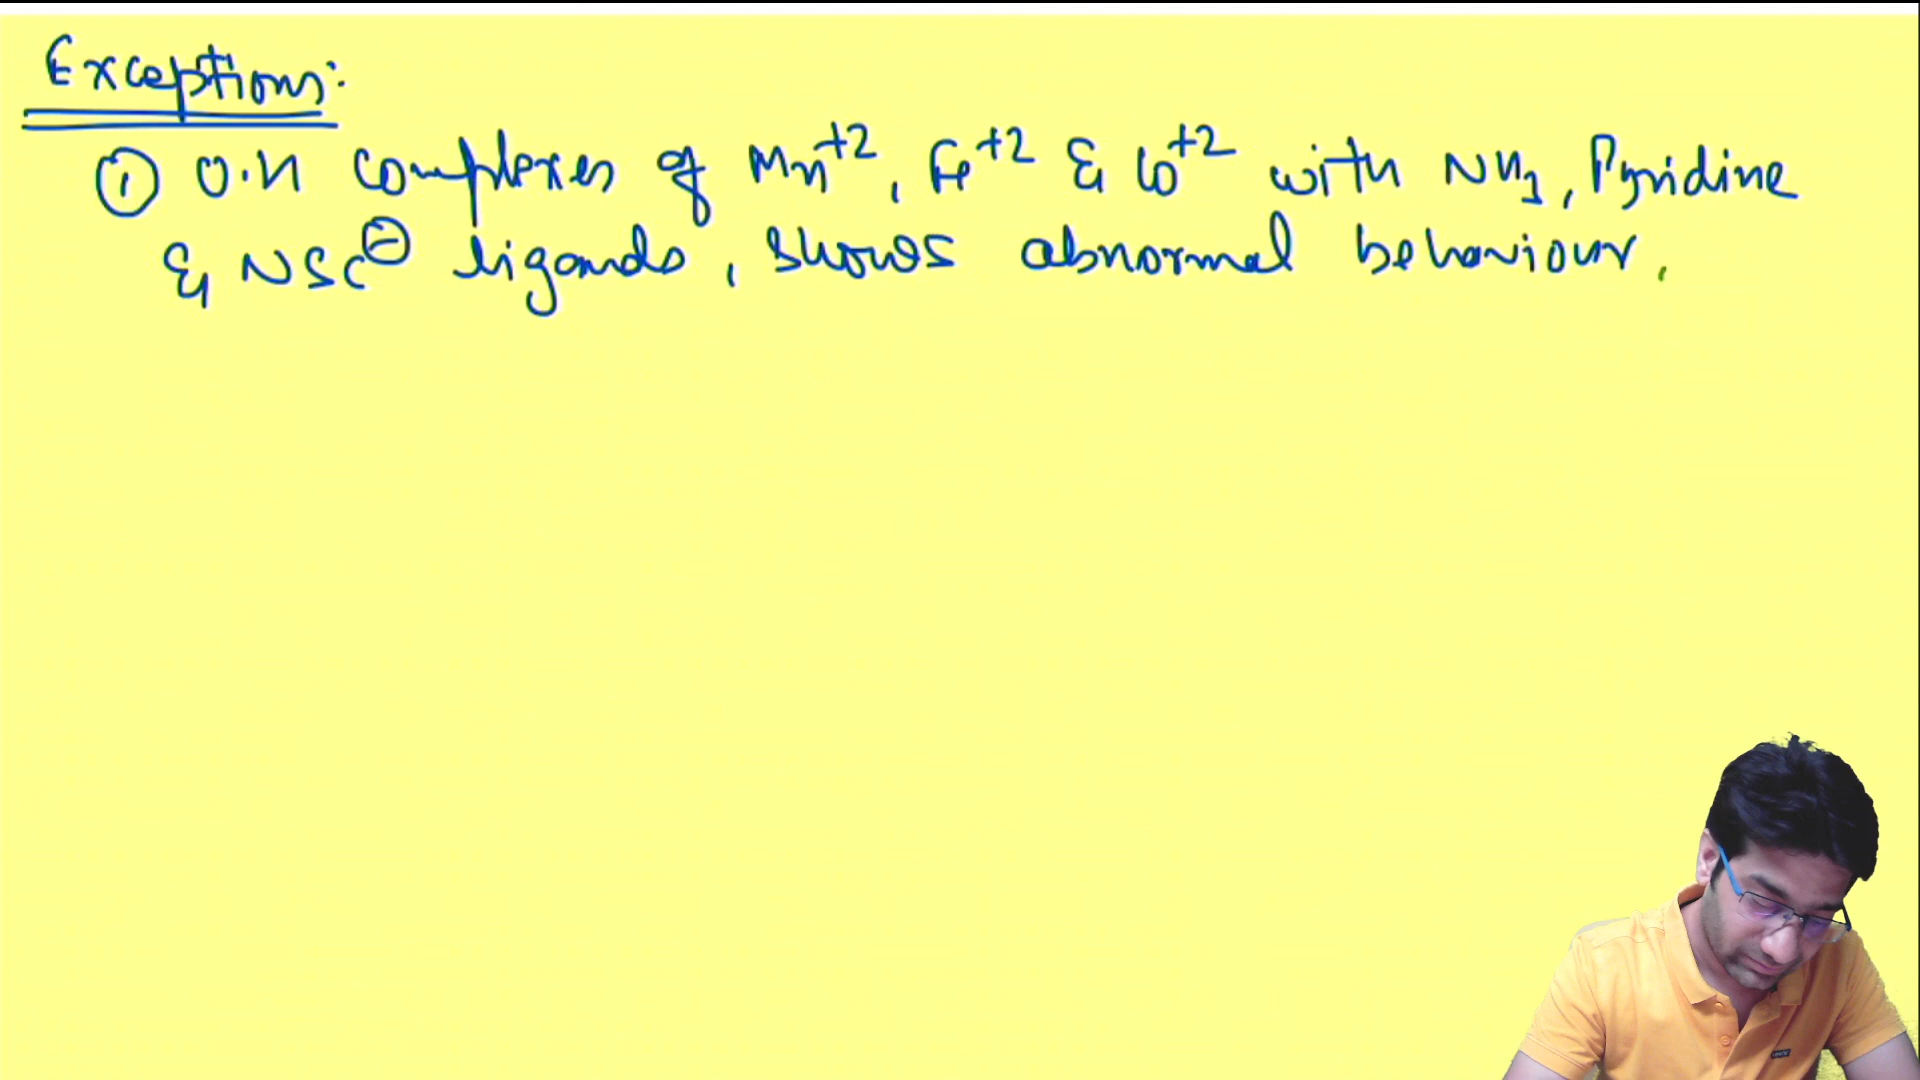 Exceptions:
① O.H complexes of Mn+2, Fe+2 & Co+2 with NH3, Pyridine
& NSC⊖ ligands, shows abnormal behaviour.